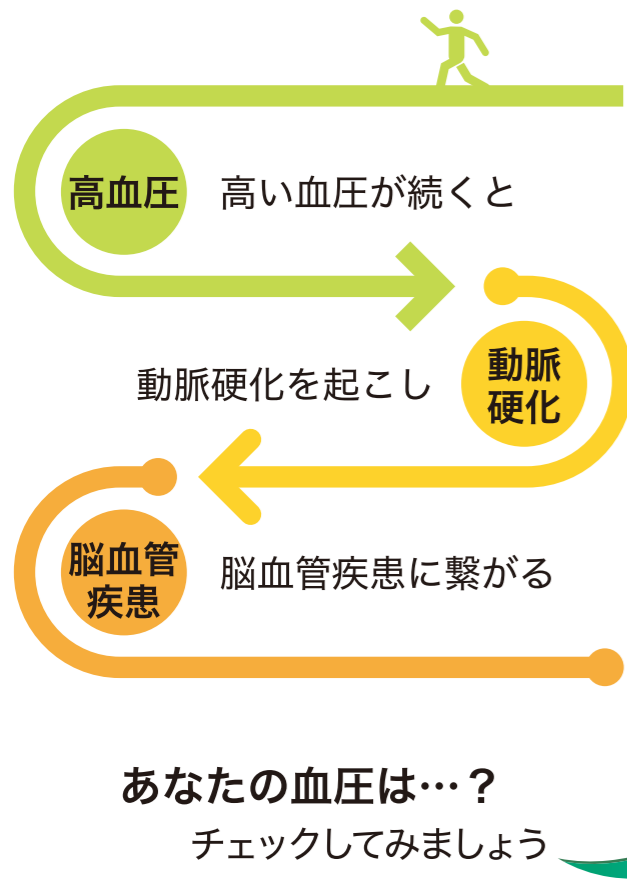 高血圧
高い血圧が続くと
動脈硬化を起こし
動脈
硬化
脳血管
疾患
脳血管疾患に繋がる
あなたの血圧は…？
チェックしてみましょう